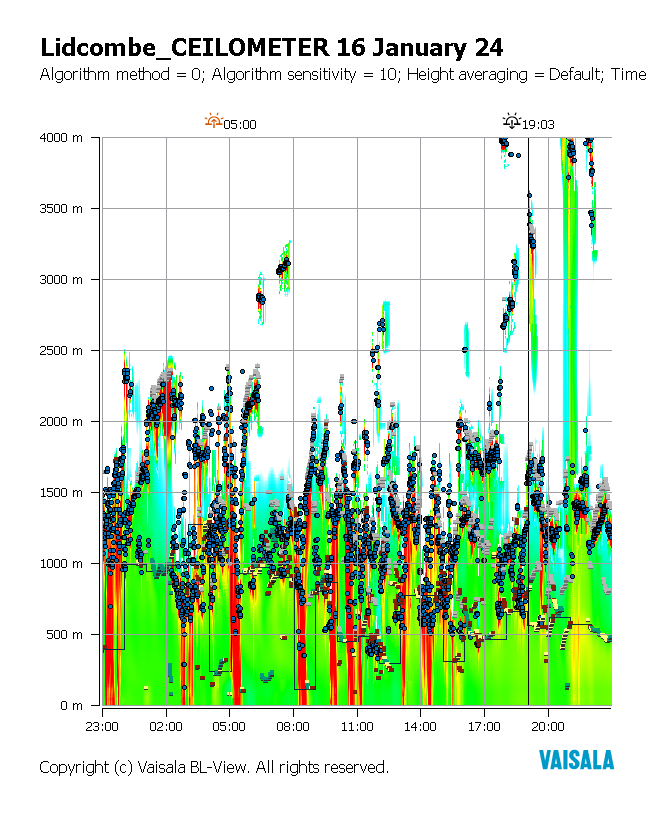 Lidcombe_CEILOMETER 16 January 24
Algorithm method = 0; Algorithm sensitivity = 10; Height averaging = Default; Time
05:00 19:03
4000 m
3500 m
3000 m
2500 m
2000 m
1500 m
1000 m
500 m
0 m
23:00 02:00 05:00 08:00 11:00 14:00 17:00 20:00
VAISALA
Copyright (c) Vaisala BL-View. All rights reserved.